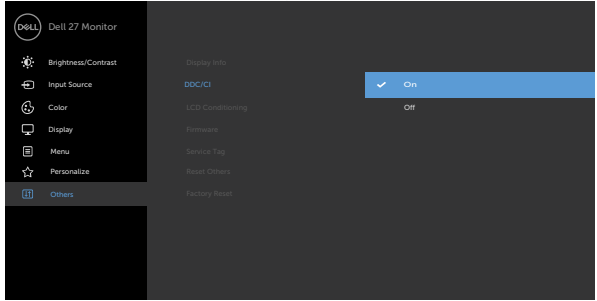 DELL Dell 27 Monitor
Brightness/Contrast
Display Info
Input Source
DDC/CI
On
Color
LCD Conditioning
Off
Display
Firmware
Menu
Service Tag
Personalize
Reset Others
Others
Factory Reset